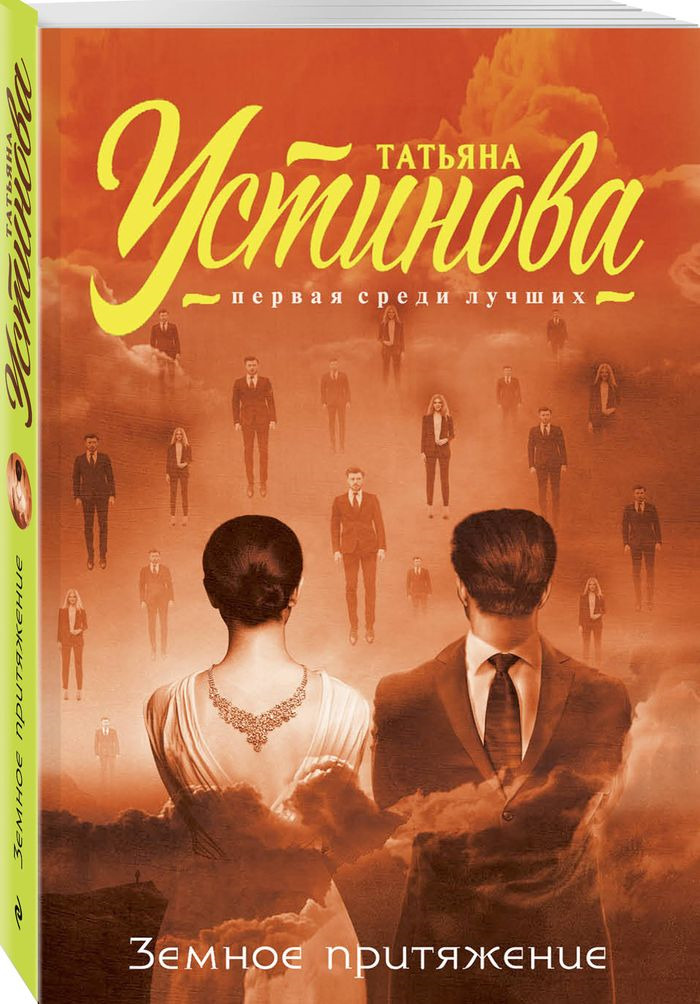 ТАТЬЯНА
Устинова
первая среди лучших
Земное притяжение
ТАТЬЯНА
Устинова
Земное притяжение